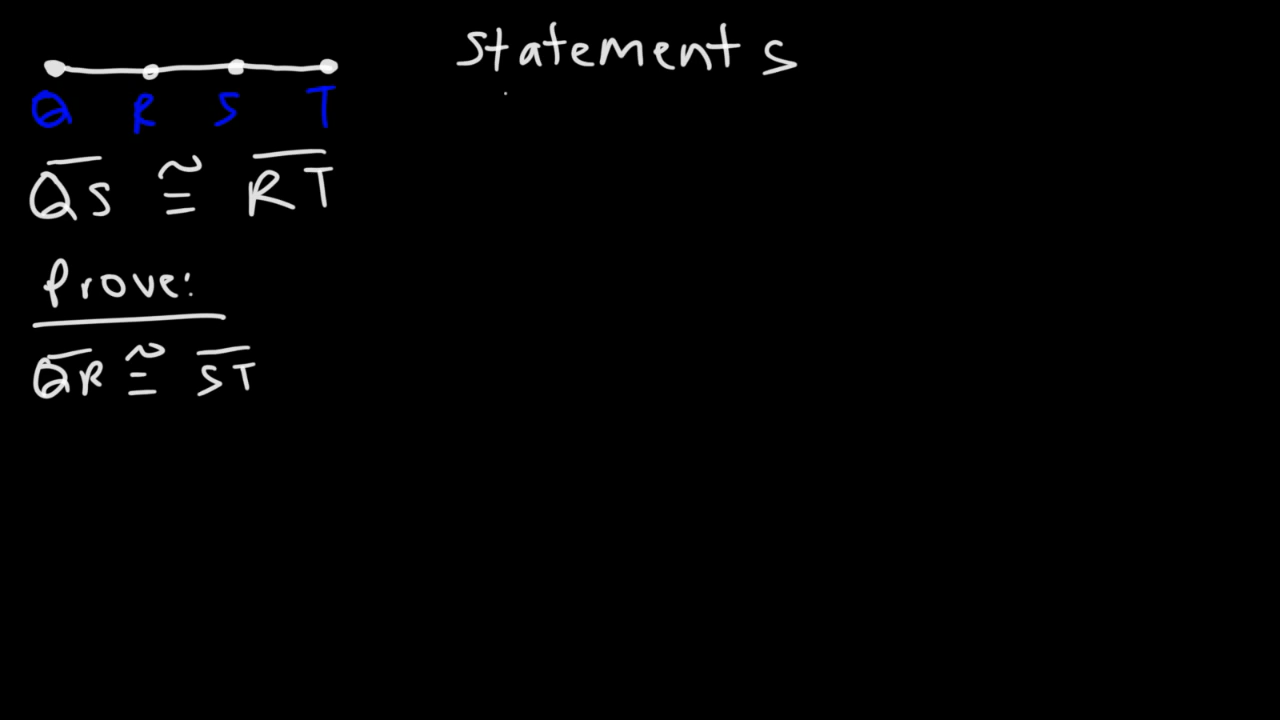 Statements
Q R S T
QS ≅ RT
Prove:
QR ≅ ST